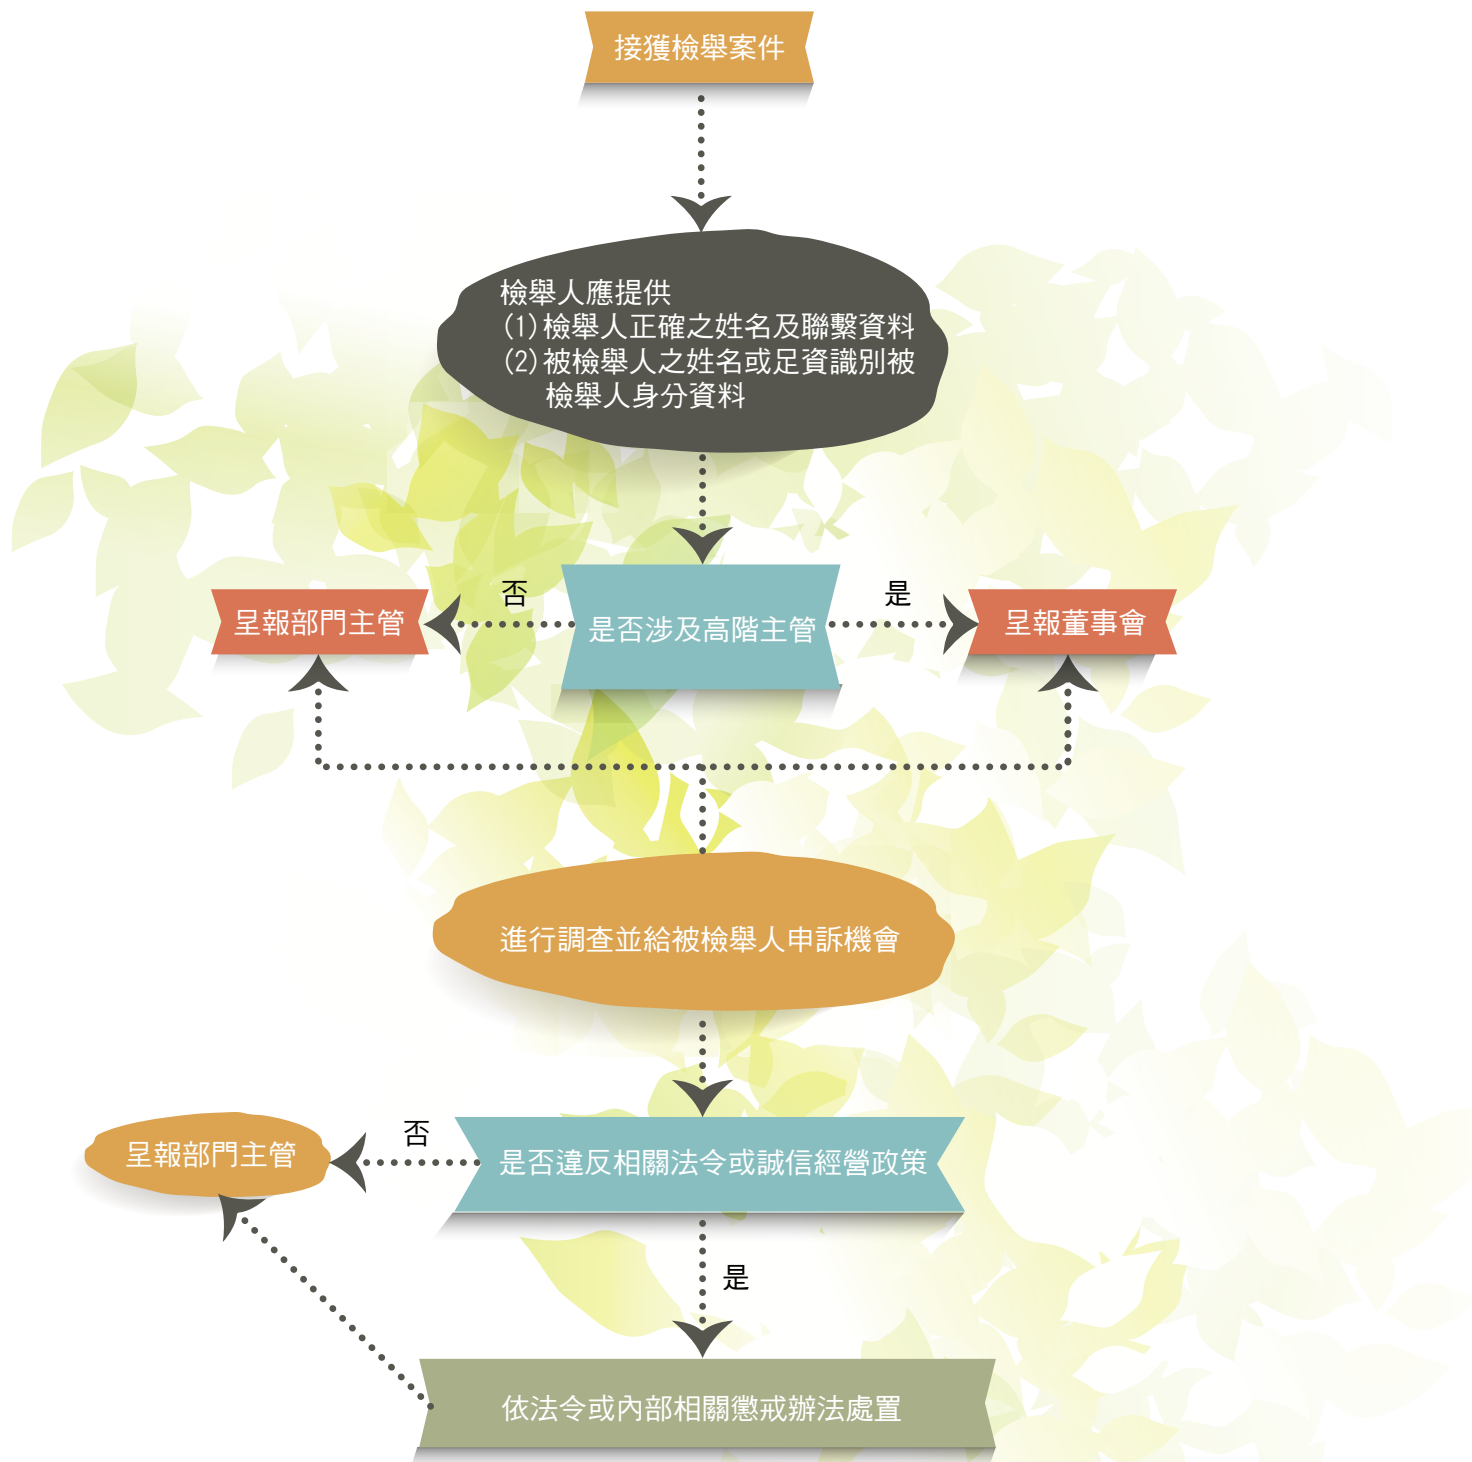 接獲檢舉案件
檢舉人應提供
(1)檢舉人正確之姓名及聯繫資料
(2)被檢舉人之姓名或足資識別被
檢舉人身分資料
否
是
呈報部門主管
是否涉及高階主管
呈報董事會
進行調查並給被檢舉人申訴機會
否
呈報部門主管
是否違反相關法令或誠信經營政策
是
依法令或內部相關懲戒辦法處置